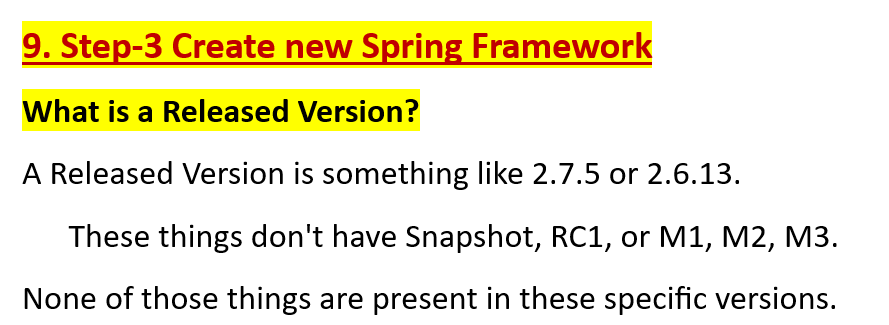 9. Step-3 Create new Spring Framework
What is a Released Version?
A Released Version is something like 2.7.5 or 2.6.13.
These things don't have Snapshot, RC1, or M1, M2, M3.
None of those things are present in these specific versions.